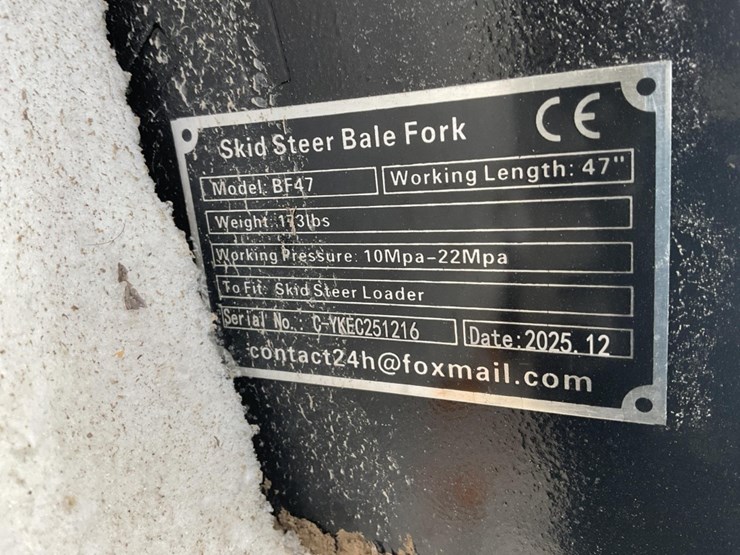 Skid Steer Bale Fork CE
Model: BF47 Working Length: 47"
Weight:
Working Pressure: 10Mpa-22Mpa
To Fit: Skid Steer Loader
Serial No.: C-YKEC251216 Date:2025.12
contact24h@foxmail.com